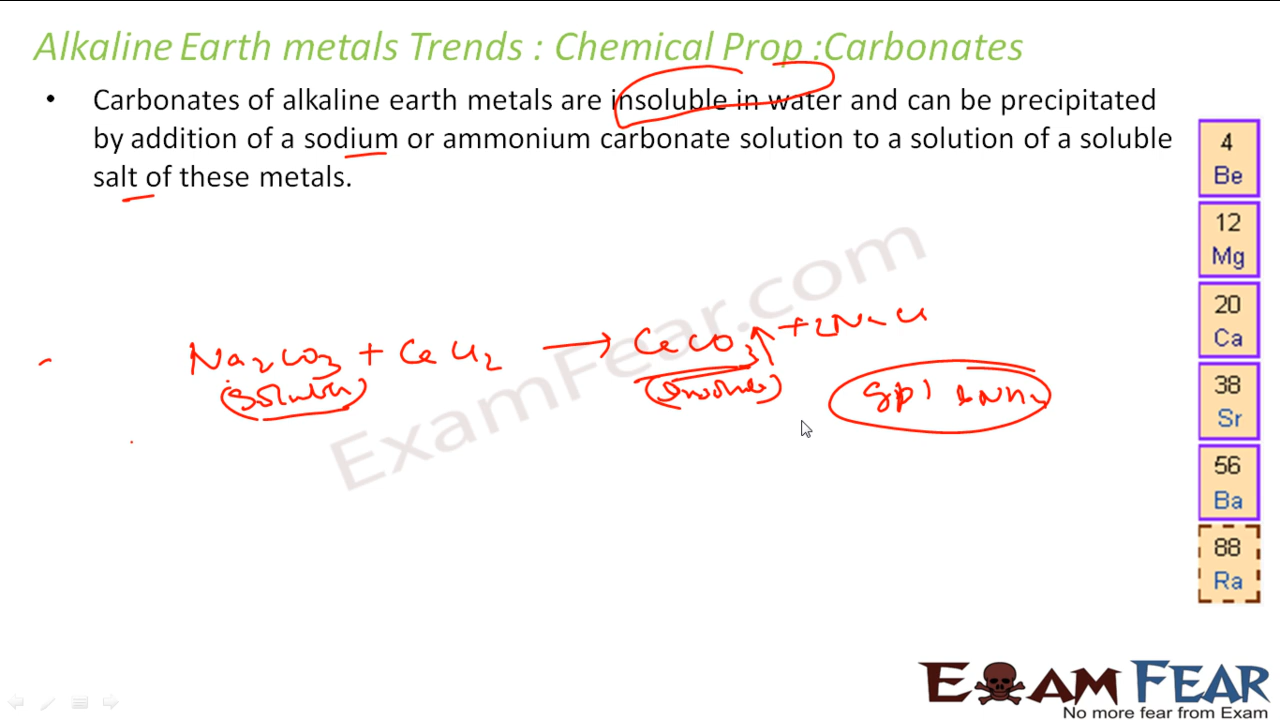 Alkaline Earth metals Trends : Chemical Prop :Carbonates
• Carbonates of alkaline earth metals are insoluble in water and can be precipitated
by addition of a sodium or ammonium carbonate solution to a solution of a soluble
salt of these metals.
4
Be
12
Mg
20
Ca
38
Sr
56
Ba
88
Ra
Na2CO3 + CaCl2 → CaCO3 ↑ + 2NaCl
(soluble) (insoluble)
ExamFear.com
EXAM FEAR
No more fear from Exam